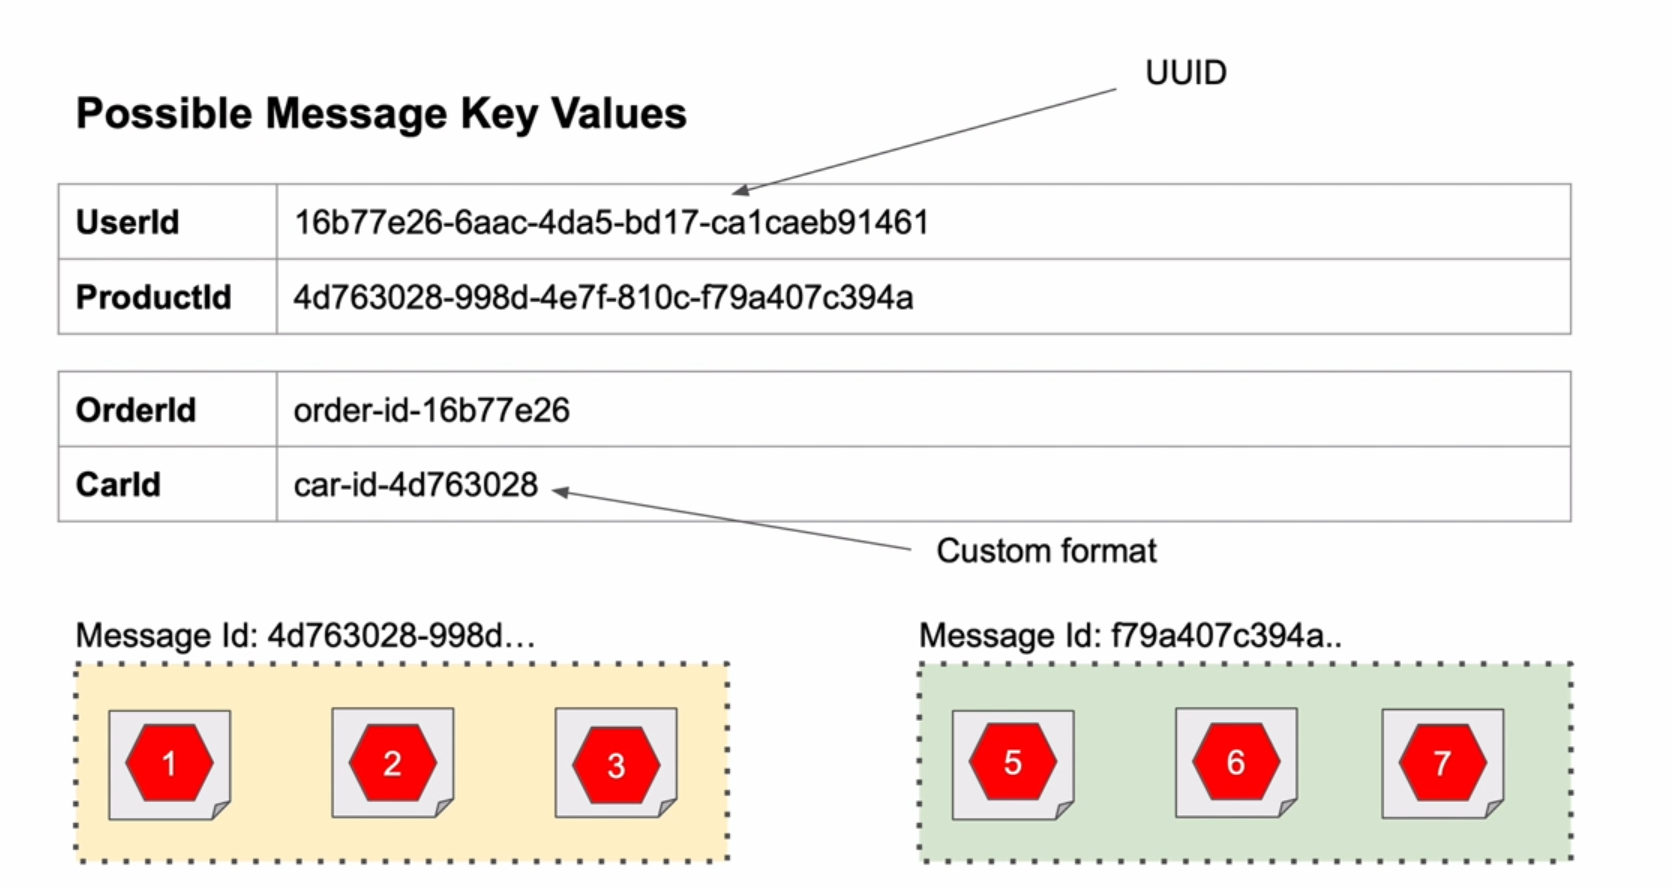 UUID
Possible Message Key Values
UserId 16b77e26-6aac-4da5-bd17-ca1caeb91461
ProductId 4d763028-998d-4e7f-810c-f79a407c394a
OrderId order-id-16b77e26
CarId car-id-4d763028
Custom format
Message Id: 4d763028-998d...
1 2 3
Message Id: f79a407c394a..
5 6 7